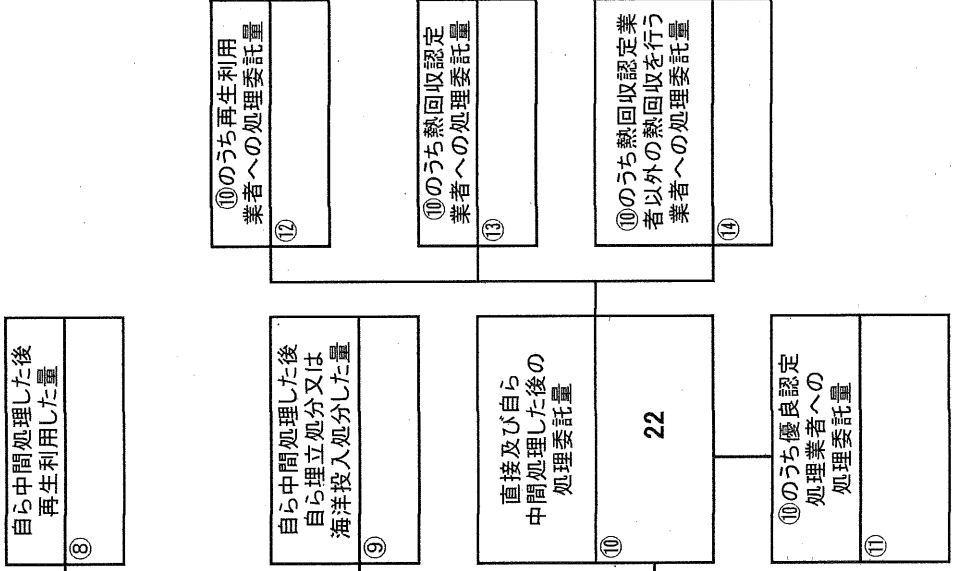 自ら中間処理した後
再生利用した量
⑧
自ら中間処理した後
自ら埋立処分又は
海洋投入処分した量
⑨
直接及び自ら
中間処理した後の
処理委託量
⑩
22
⑩のうち優良認定
処理業者への
処理委託量
⑪
⑩のうち再生利用
業者への処理委託量
⑫
⑩のうち熱回収認定
業者への処理委託量
⑬
⑩のうち熱回収認定業
者以外の熱回収を行う
業者への処理委託量
⑭